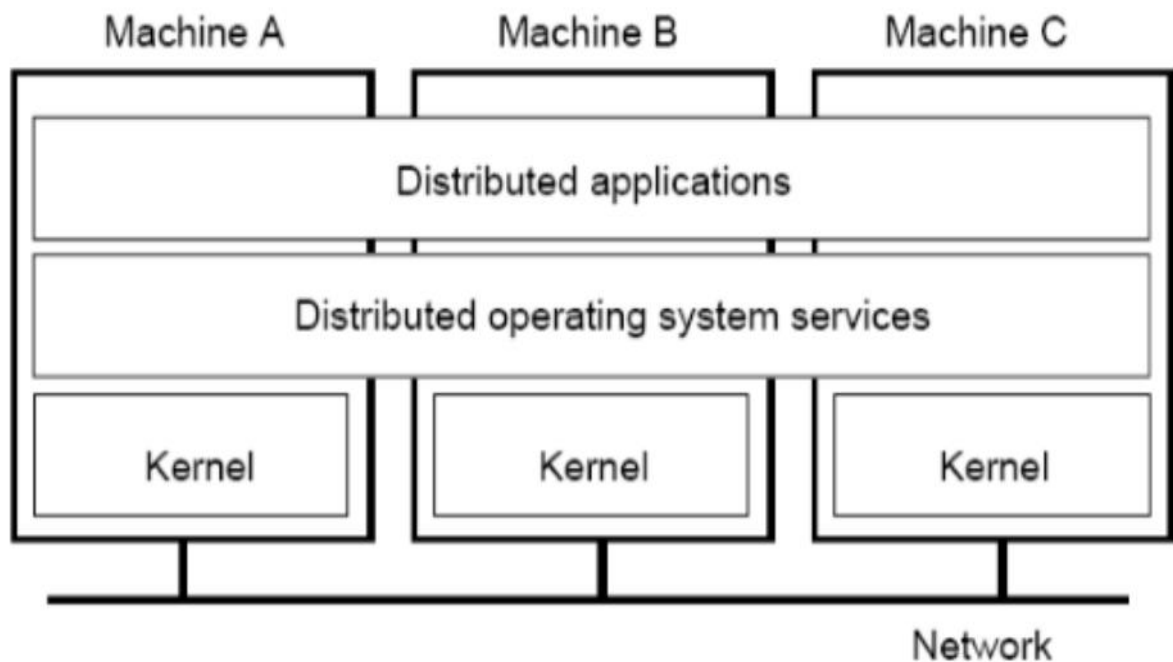 Machine A
Machine B
Machine C
Distributed applications
Distributed operating system services
Kernel
Kernel
Kernel
Network